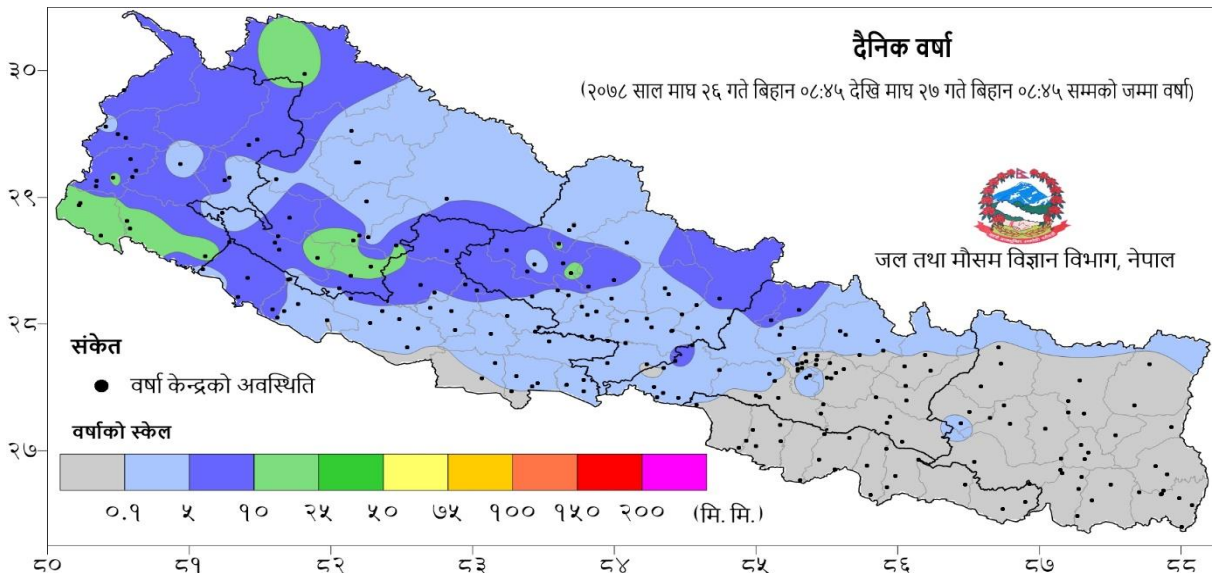 दैनिक वर्षा
(२०७८ साल माघ २६ गते बिहान ०८:४५ देखि माघ २७ गते बिहान ०८:४५ सम्मको जम्मा वर्षा)
३०
२९
२८
२७
जल तथा मौसम विज्ञान विभाग, नेपाल
संकेत
वर्षा केन्द्रको अवस्थिति
वर्षाको स्केल
०.१ ५ १० २५ ५० ७५ १०० १५० २०० (मि.मि.)
८० ८१ ८२ ८३ ८४ ८५ ८६ ८७ ८८